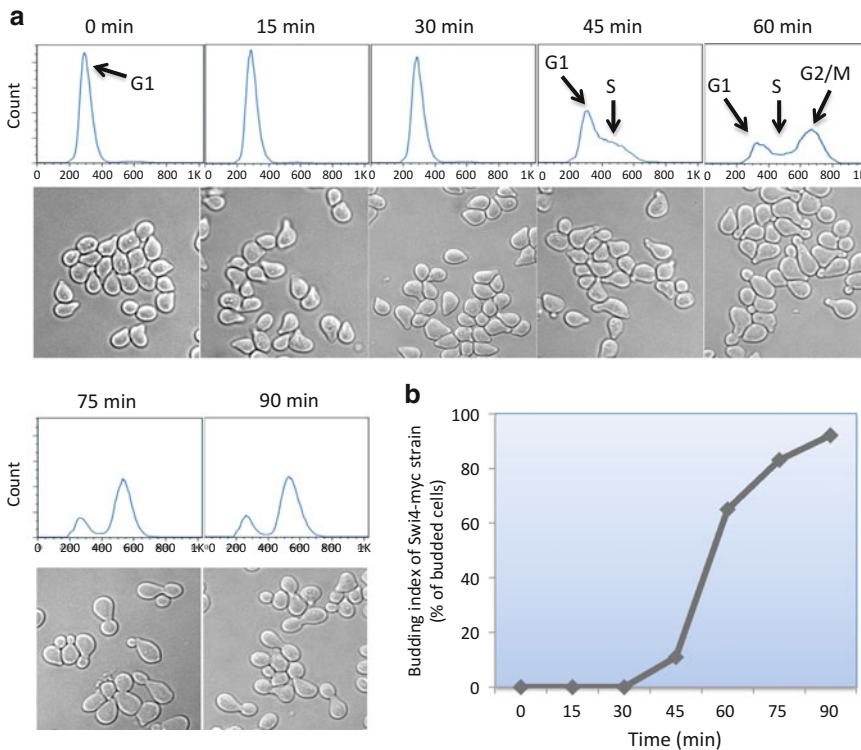 a
0 min 15 min 30 min 45 min 60 min
G1
G1
S
G1
S
G2/M
Count
0 200 400 600 800 0 200 400 600 800 0 200 400 600 800 0 200 400 600 800 0 200 400 600 800 1K
75 min 90 min
Count
0 200 400 600 800 1K 0 200 400 600 800 1K
b
Budding index of Swi4-myc strain
(% of budded cells)
100
80
60
40
20
0
0 15 30 45 60 75 90
Time (min)